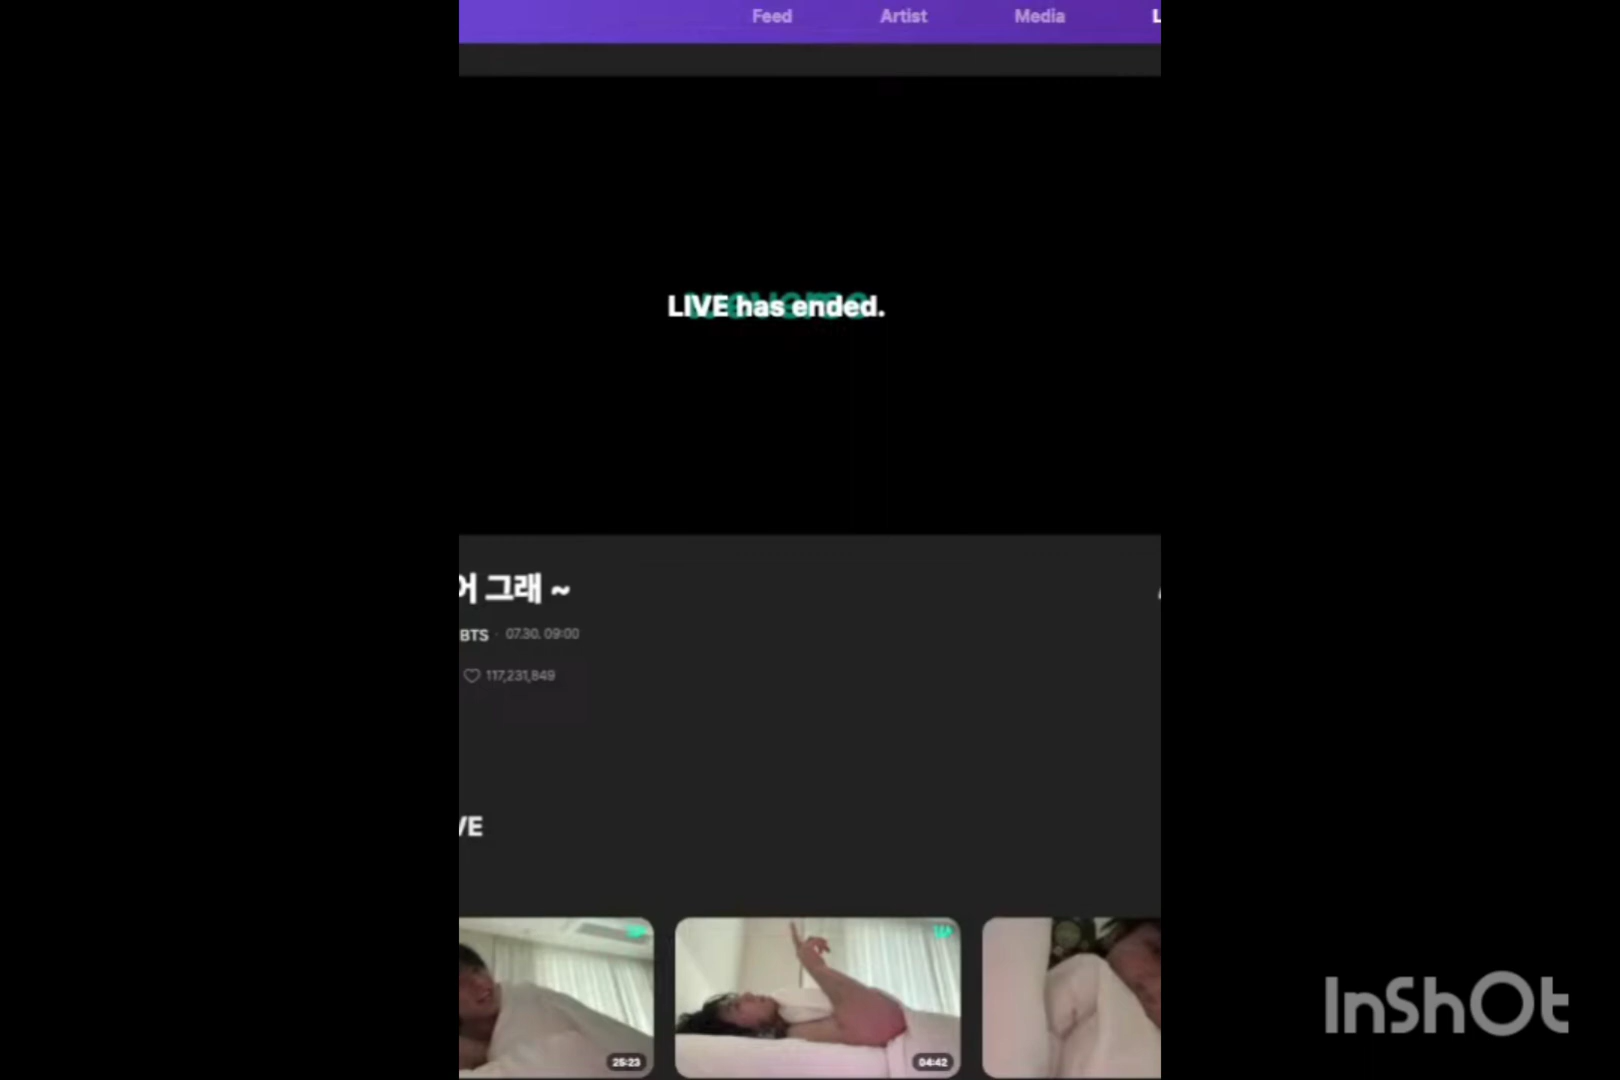 Feed Artist Media L
LIVE has ended.
어 그래 ~
BTS · 07.30. 09:00
117,231,849
VE
25:23
04:42
InShOt